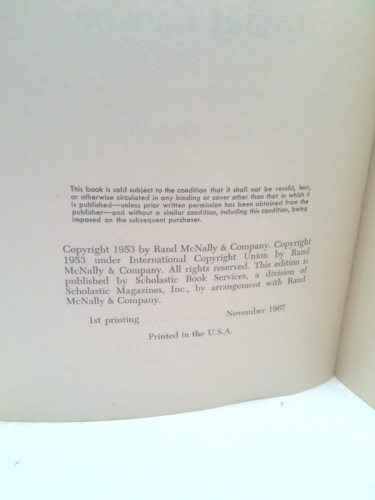 This book is sold subject to the condition that it shall not be resold, lent,
or otherwise circulated in any binding or cover other than that in which it
is published—unless prior written permission has been obtained from the
publisher—and without a similar condition, including this condition, being
imposed on the subsequent purchaser.
Copyright 1953 by Rand McNally & Company. Copyright
1953 under International Copyright Union by Rand
McNally & Company. All rights reserved. This edition is
published by Scholastic Book Services, a division of
Scholastic Magazines, Inc., by arrangement with Rand
McNally & Company.
1st printing ................ November 1967
Printed in the U.S.A.